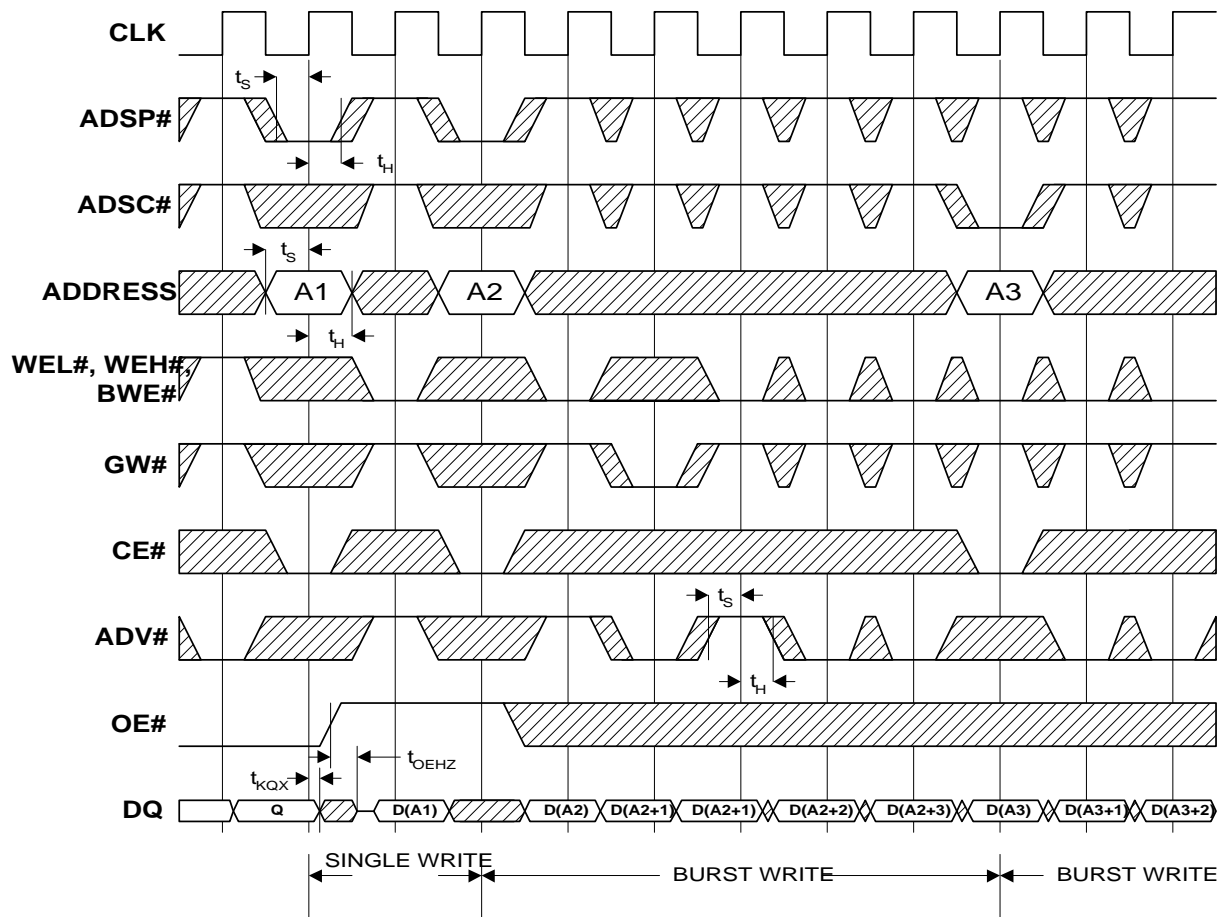 CLK
tS
ADSP#
tH
ADSC#
tS
ADDRESS A1 A2 A3
tH
WEL#, WEH#,
BWE#
GW#
CE#
tS
ADV#
tH
OE#
tOEHZ
tKQX
DQ Q D(A1) D(A2) D(A2+1) D(A2+1) D(A2+2) D(A2+3) D(A3) D(A3+1) D(A3+2)
SINGLE WRITE BURST WRITE BURST WRITE